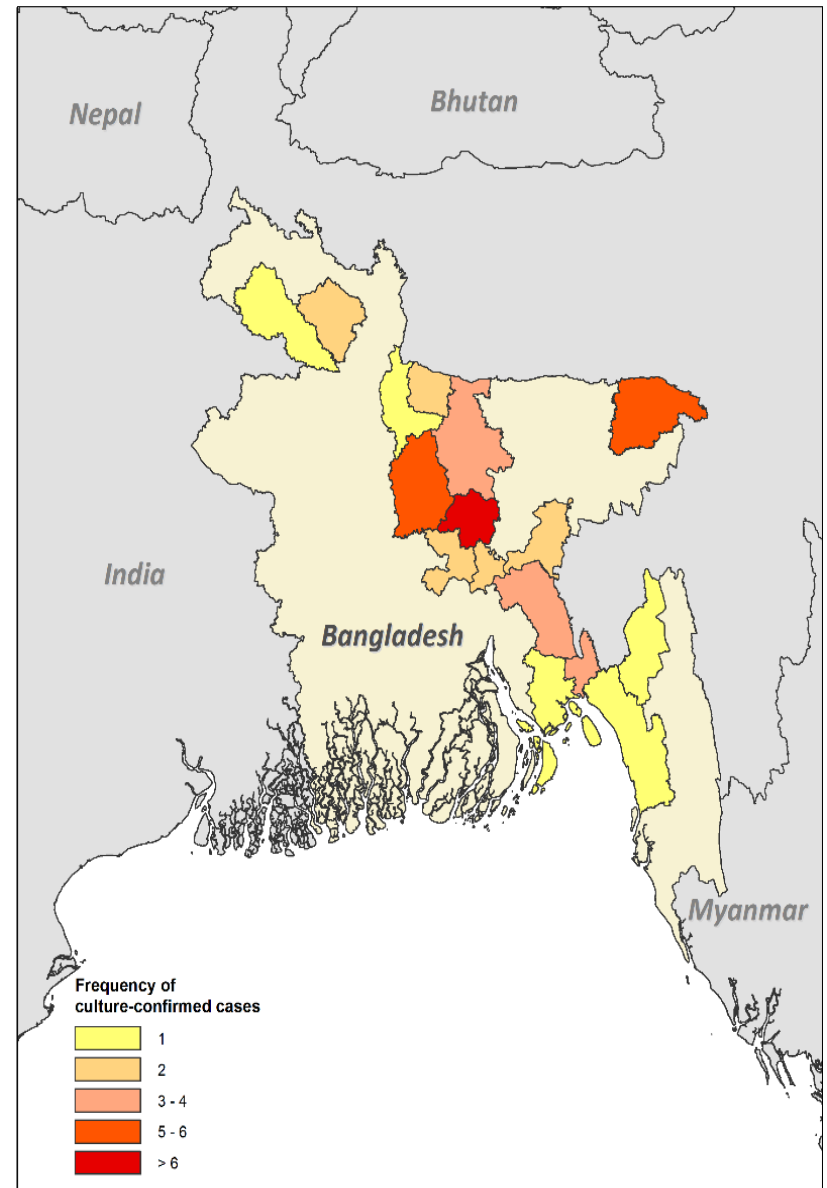 Nepal
Bhutan
India
Bangladesh
Myanmar
Frequency of
culture-confirmed cases
1
2
3 - 4
5 - 6
> 6